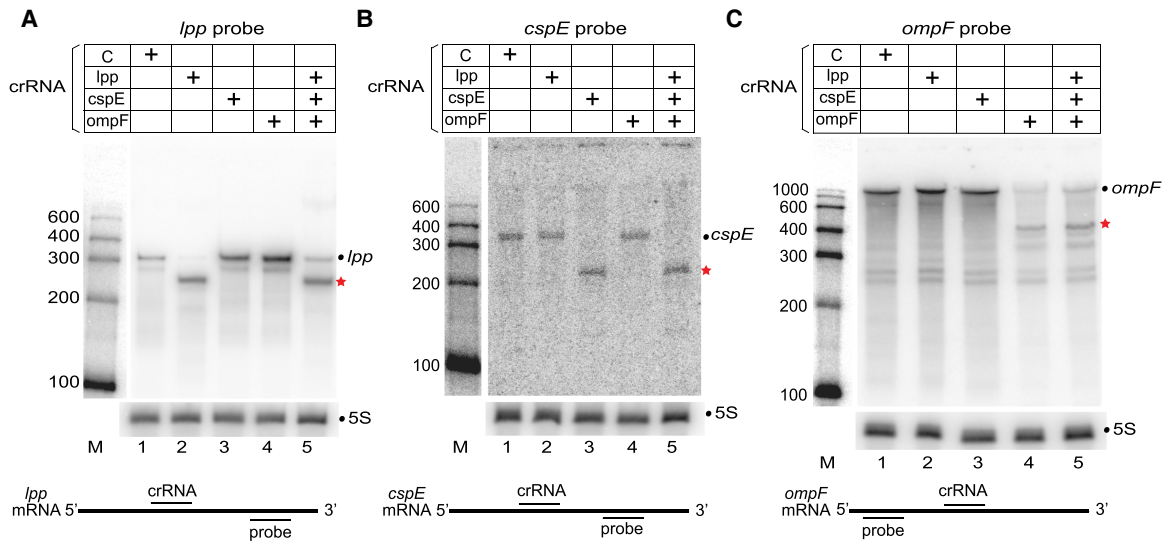 A
lpp probe
crRNA
C +
lpp + +
cspE + +
ompF + +
600
400
300
200
100
lpp
5S
M 1 2 3 4 5
lpp
mRNA 5’ crRNA 3’
probe
B
cspE probe
crRNA
C +
lpp + +
cspE + +
ompF + +
600
400
300
200
100
cspE
5S
M 1 2 3 4 5
cspE
mRNA 5’ crRNA 3’
probe
C
ompF probe
crRNA
C +
lpp + +
cspE +
ompF + +
1000
600
400
300
200
100
ompF
5S
M 1 2 3 4 5
ompF
mRNA 5’ crRNA 3’
probe